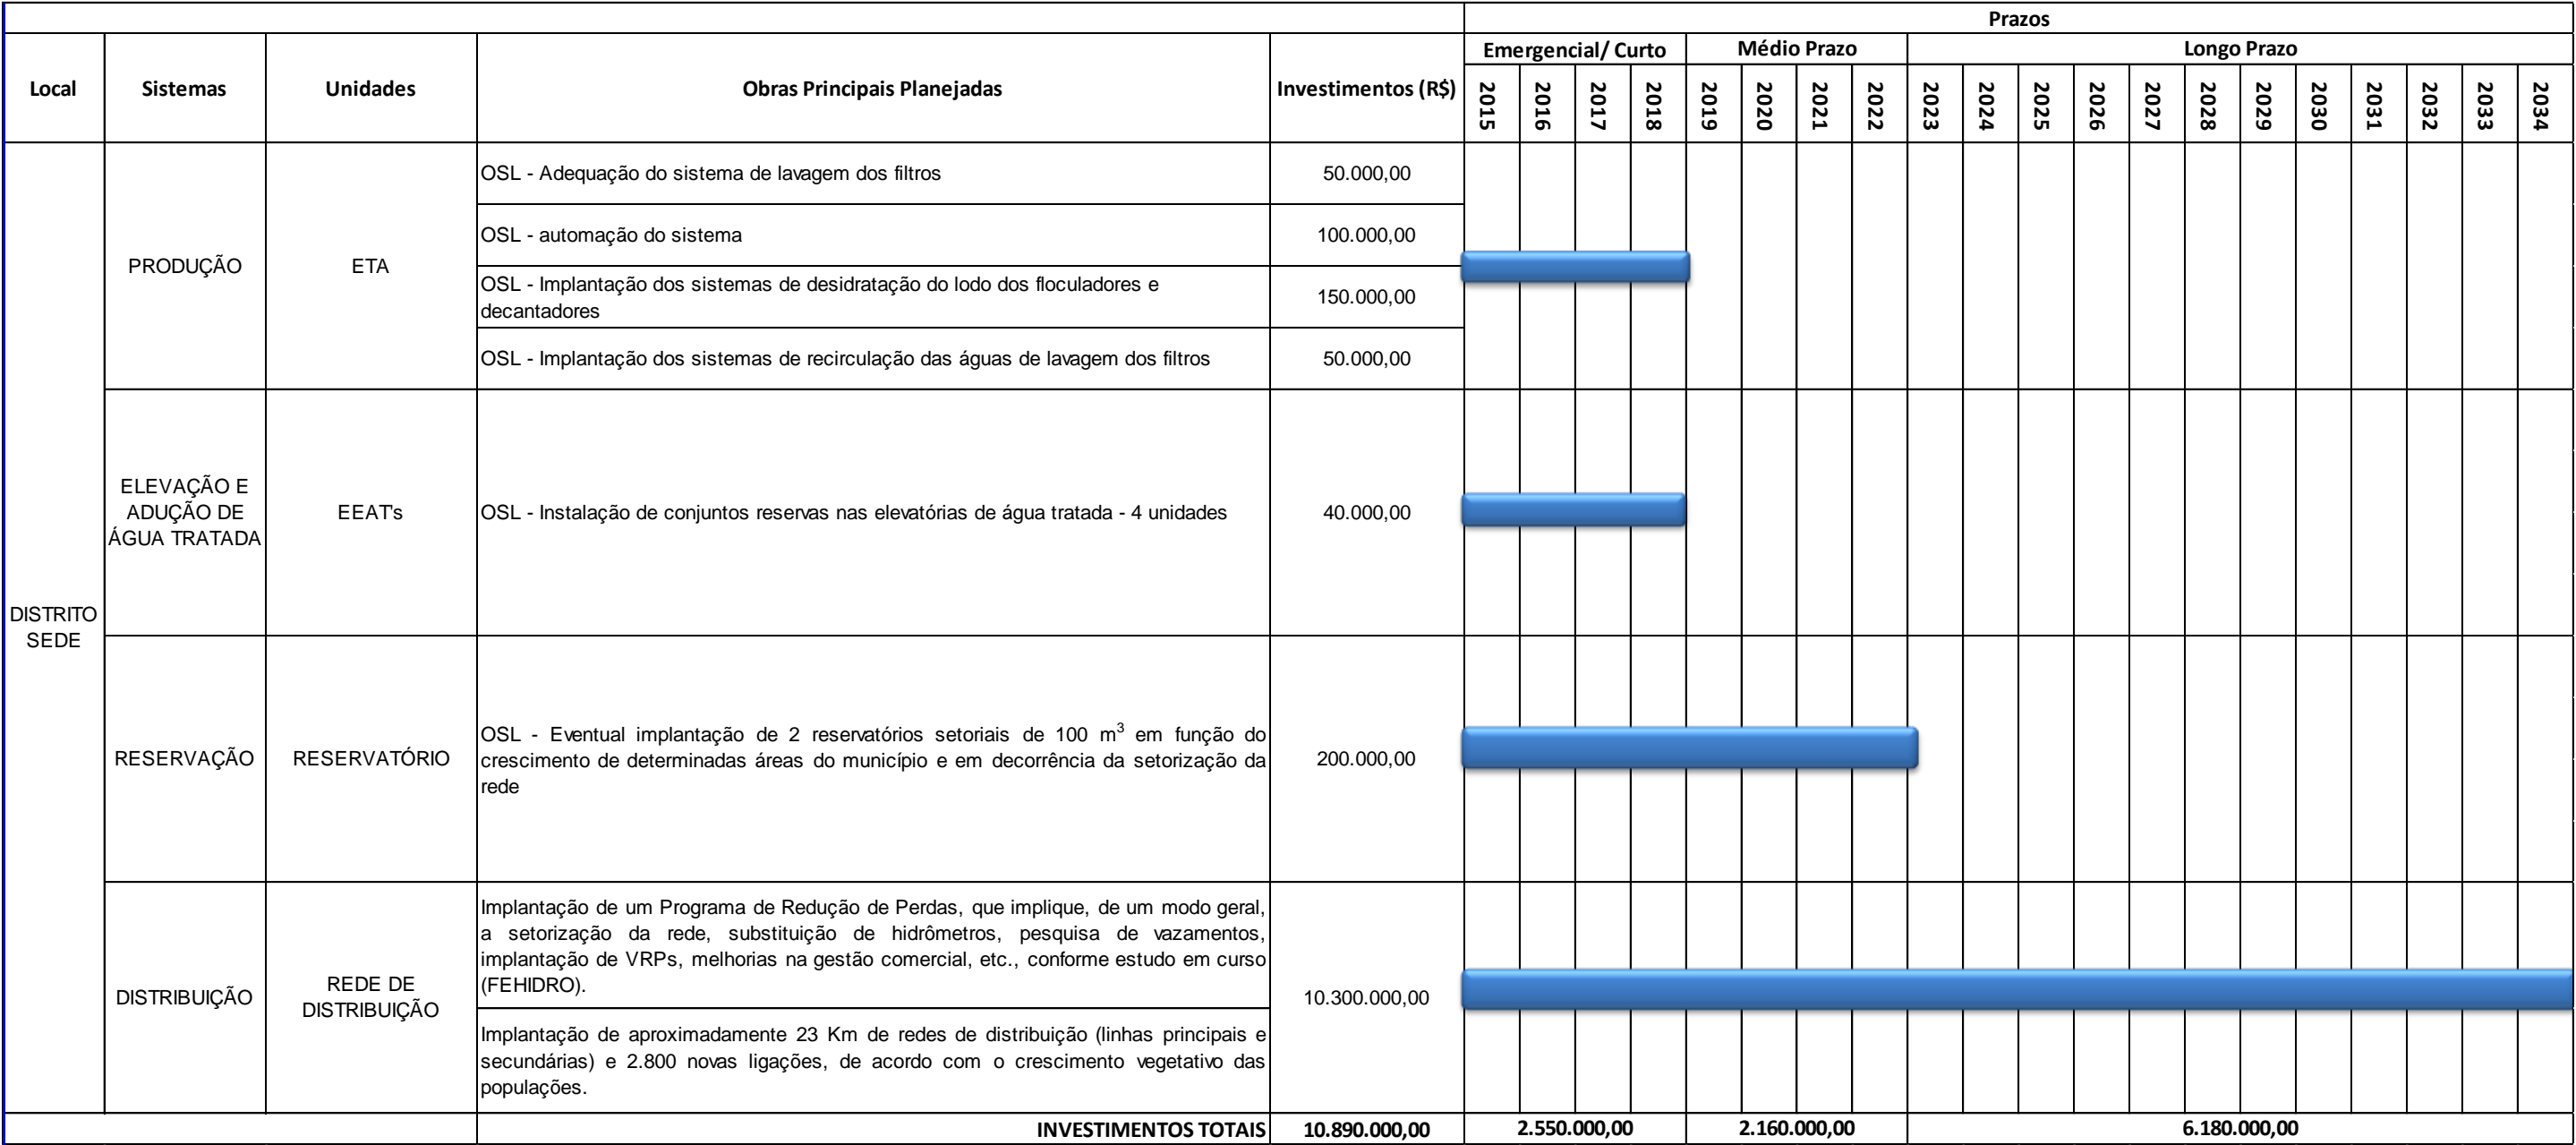 Prazos
Local
Sistemas
Unidades
Obras Principais Planejadas
Investimentos (R$)
Emergencial/ Curto
Médio Prazo
Longo Prazo
2015
2016
2017
2018
2019
2020
2021
2022
2023
2024
2025
2026
2027
2028
2029
2030
2031
2032
2033
2034
DISTRITO
SEDE
PRODUÇÃO
ETA
OSL - Adequação do sistema de lavagem dos filtros
50.000,00
OSL - automação do sistema
100.000,00
OSL - Implantação dos sistemas de desidratação do lodo dos floculadores e
decantadores
150.000,00
OSL - Implantação dos sistemas de recirculação das águas de lavagem dos filtros
50.000,00
ELEVAÇÃO E
ADUÇÃO DE
ÁGUA TRATADA
EEAT's
OSL - Instalação de conjuntos reservas nas elevatórias de água tratada - 4 unidades
40.000,00
RESERVAÇÃO
RESERVATÓRIO
OSL - Eventual implantação de 2 reservatórios setoriais de 100 m³ em função do
crescimento de determinadas áreas do município e em decorrência da setorização da
rede
200.000,00
DISTRIBUIÇÃO
REDE DE
DISTRIBUIÇÃO
Implantação de um Programa de Redução de Perdas, que implique, de um modo geral,
a setorização da rede, substituição de hidrômetros, pesquisa de vazamentos,
implantação de VRPs, melhorias na gestão comercial, etc., conforme estudo em curso
(FEHIDRO).
Implantação de aproximadamente 23 Km de redes de distribuição (linhas principais e
secundárias) e 2.800 novas ligações, de acordo com o crescimento vegetativo das
populações.
10.300.000,00
INVESTIMENTOS TOTAIS
10.890.000,00
2.550.000,00
2.160.000,00
6.180.000,00